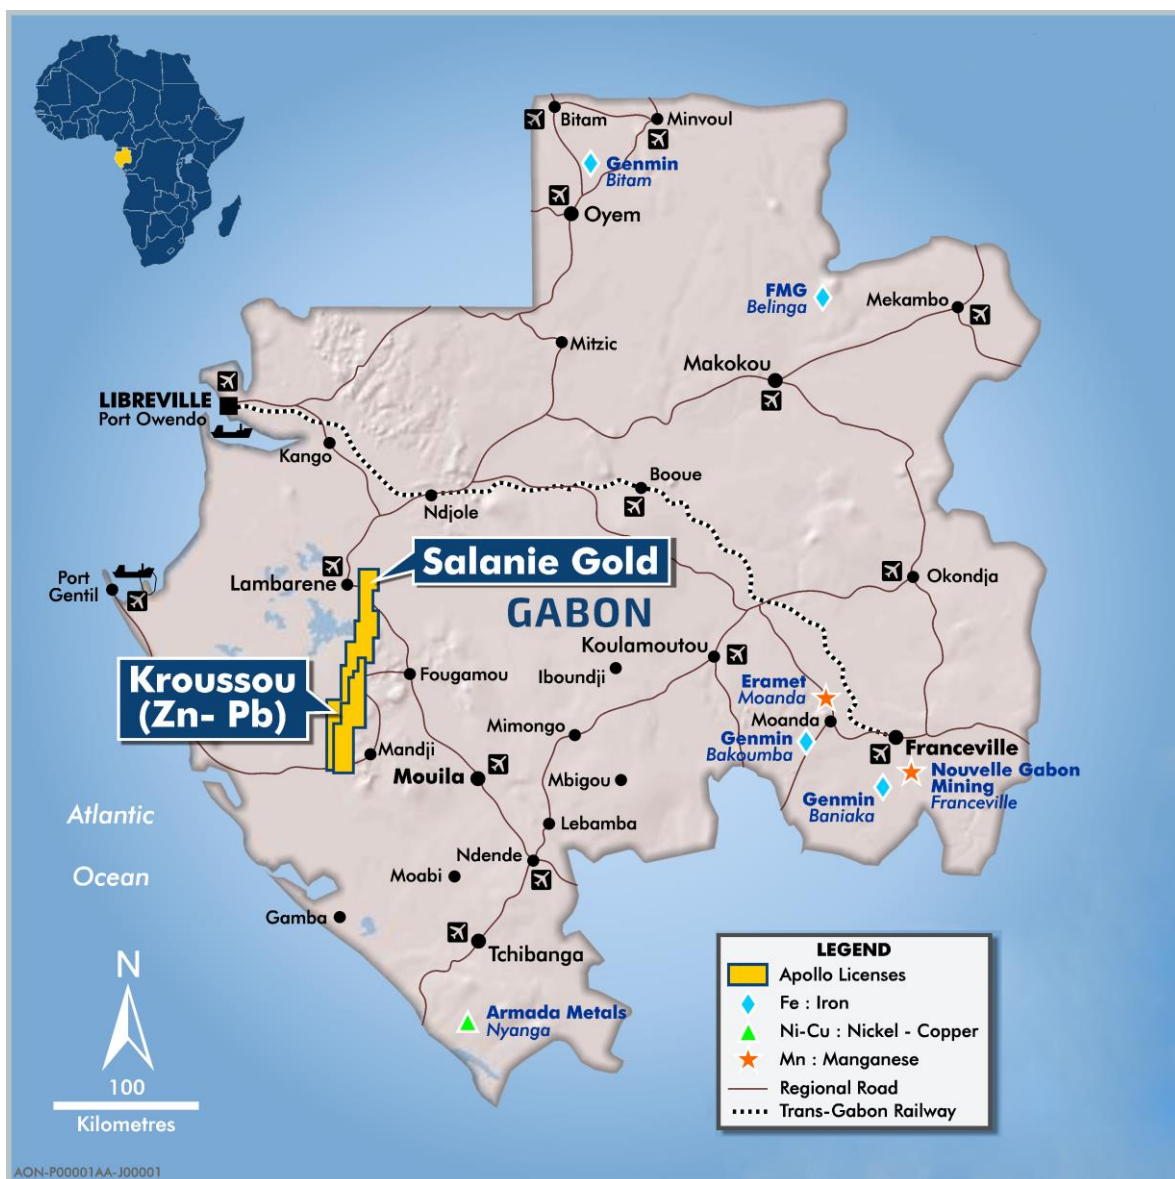 Bitam
Minvoul
Genmin
Bitam
Oyem
FMG
Belinga
Mekambo
Mitzic
Makokou
LIBREVILLE
Port Owendo
Kango
Booue
Ndjole
Salanie Gold
Lambarene
Port
Gentil
GABON
Okondja
Koulamoutou
Iboundji
Fougamou
Kroussou
(Zn- Pb)
Eramet
Moanda
Moanda
Mimongo
Genmin
Bakoumba
Franceville
Mandji
Mouila
Mbigou
Nouvelle Gabon
Mining
Franceville
Genmin
Baniaka
Atlantic
Ocean
Lebamba
Ndende
Moabi
Gamba
Tchibanga
Armada Metals
Nyanga
N
100
Kilometres
LEGEND
Apollo Licenses
Fe : Iron
Ni-Cu : Nickel - Copper
Mn : Manganese
Regional Road
Trans-Gabon Railway
AON-P00001AA-J00001